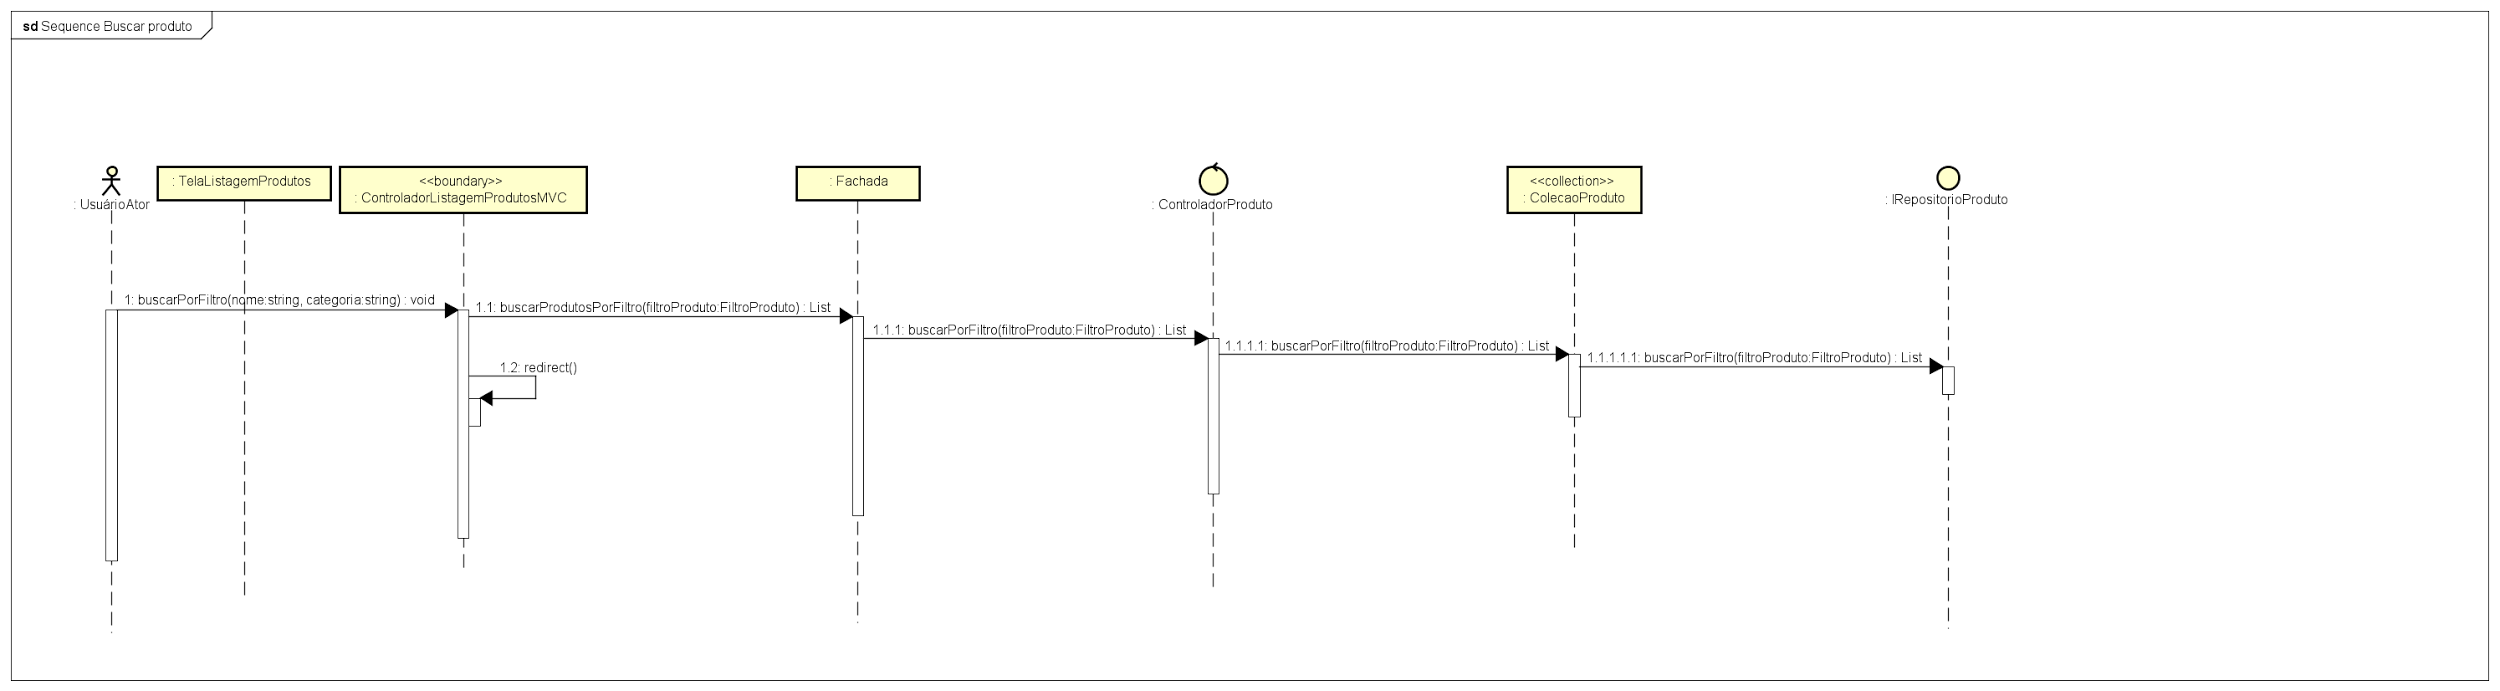 sd Sequence Buscar produto
: UsuárioAtor
: TelaListagemProdutos
<<boundary>>
: ControladorListagemProdutosMVC
: Fachada
: ControladorProduto
<<collection>>
: ColecaoProduto
: IRepositorioProduto
1: buscarPorFiltro(nome:string, categoria:string) : void
1.1: buscarProdutosPorFiltro(filtroProduto:FiltroProduto) : List
1.1.1: buscarPorFiltro(filtroProduto:FiltroProduto) : List
1.1.1.1: buscarPorFiltro(filtroProduto:FiltroProduto) : List
1.1.1.1.1: buscarPorFiltro(filtroProduto:FiltroProduto) : List
1.2: redirect()